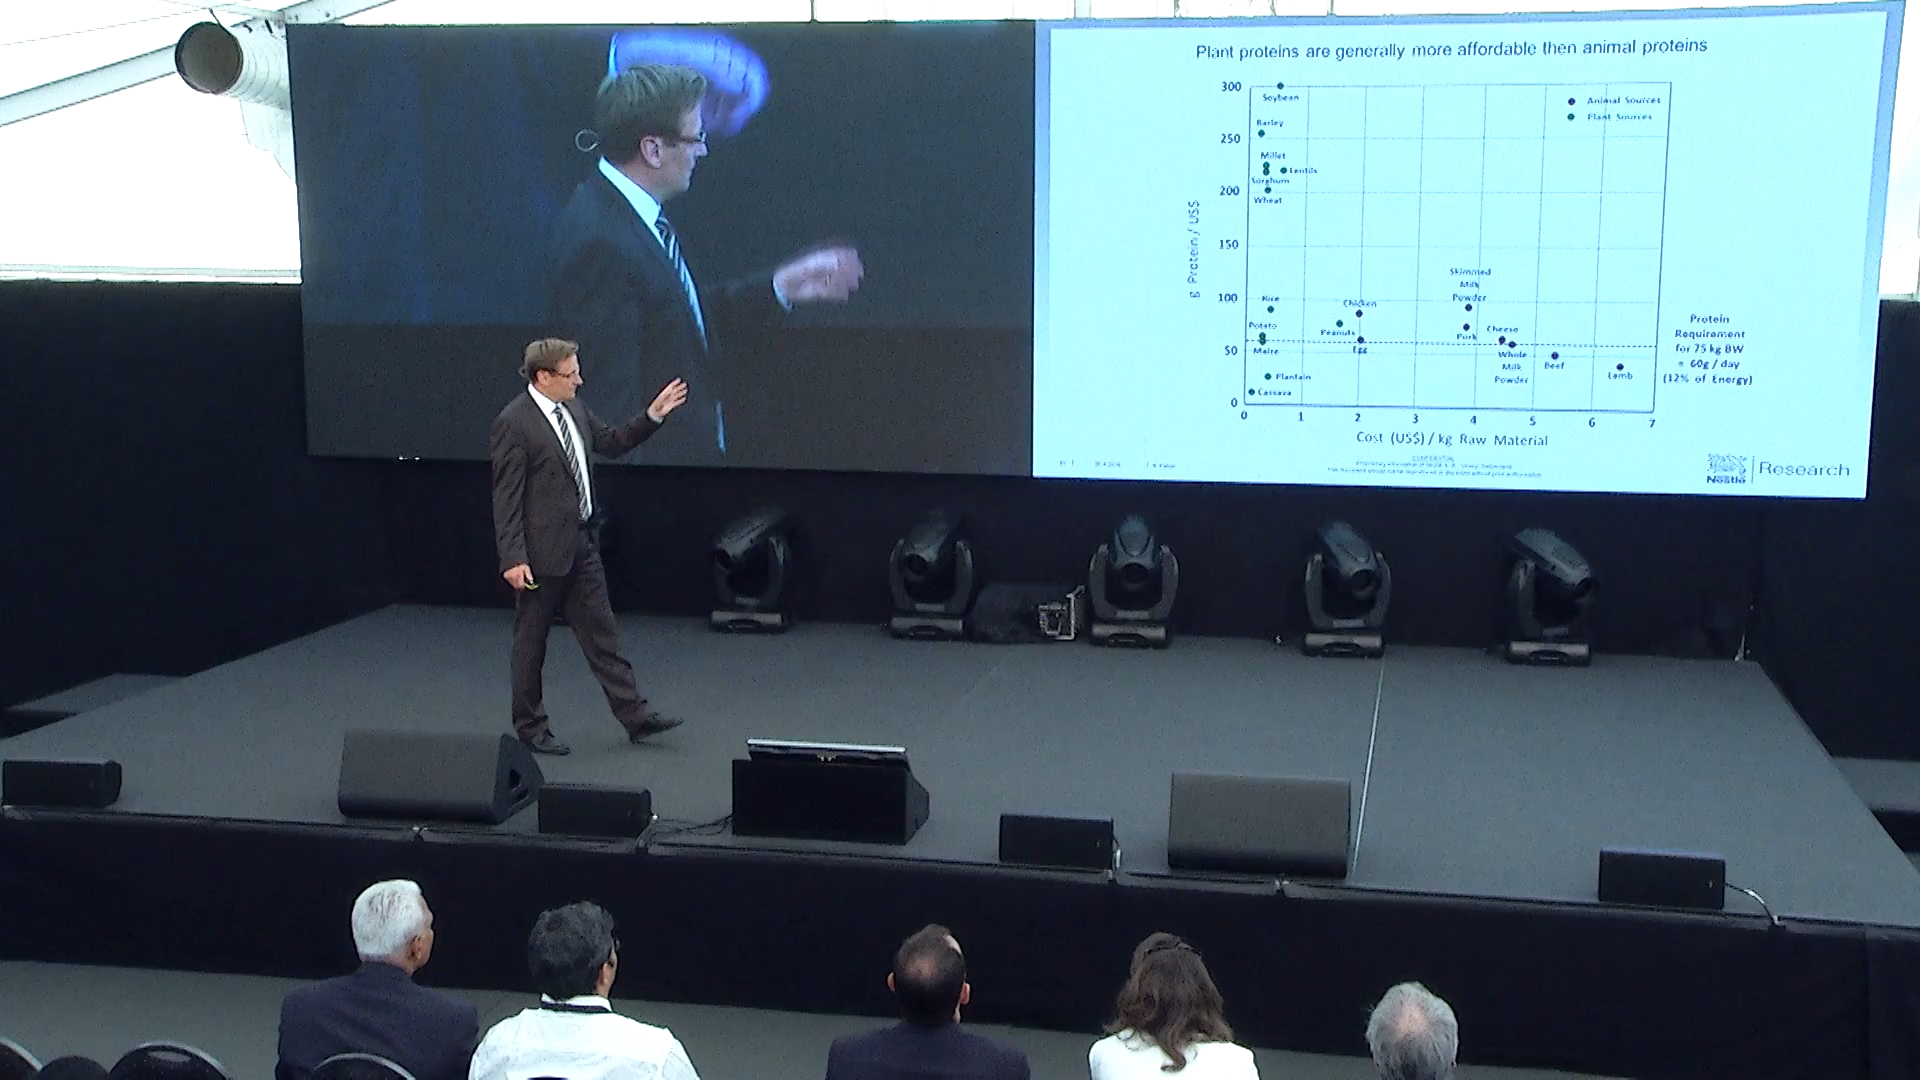 Plant proteins are generally more affordable then animal proteins
300
250
200
150
100
50
0
g Protein / US$
Soybean
Barley
Millet
Lentils
Sorghum
Wheat
Animal Sources
Plant Sources
Skimmed
Milk
Powder
Rice
Chicken
Potato
Peanuts
Pork
Cheese
Maize
Egg
Whole
Milk
Powder
Beef
Lamb
Plantain
Cassava
Protein
Requirement
for 75 kg BW
= 60g / day
(12% of Energy)
0 1 2 3 4 5 6 7
Cost (US$) / kg Raw Material
CONFIDENTIAL
Nestlé
Research